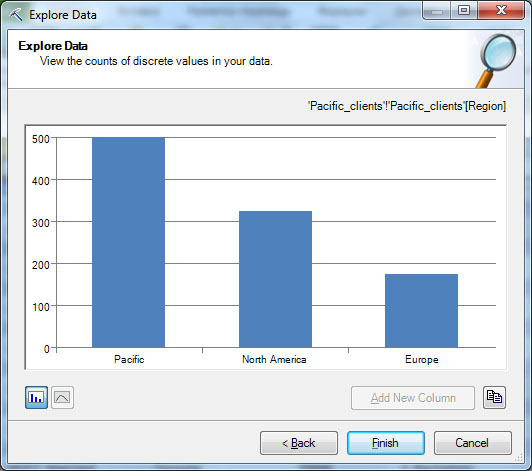 Explore Data
Explore Data
View the counts of discrete values in your data.
'Pacific_clients'!'Pacific_clients'[Region]
500
400
300
200
100
0
Pacific North America Europe
Add New Column
< Back Finish Cancel